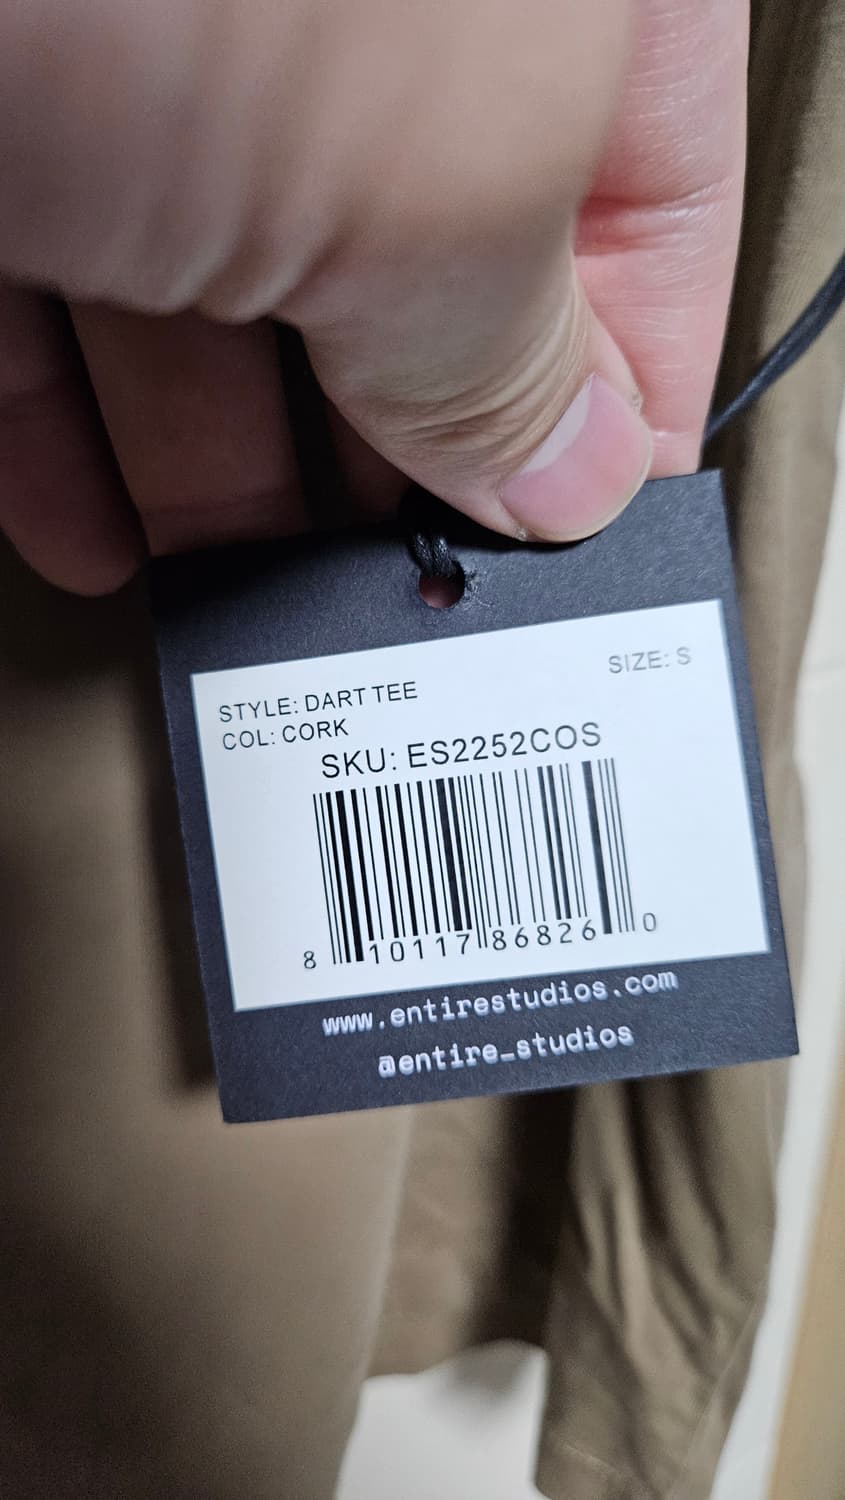 STYLE: DART TEE
SIZE: S
COL: CORK
SKU: ES2252COS
8 10117 86826 0
www.entirestudios.com
@entire_studios